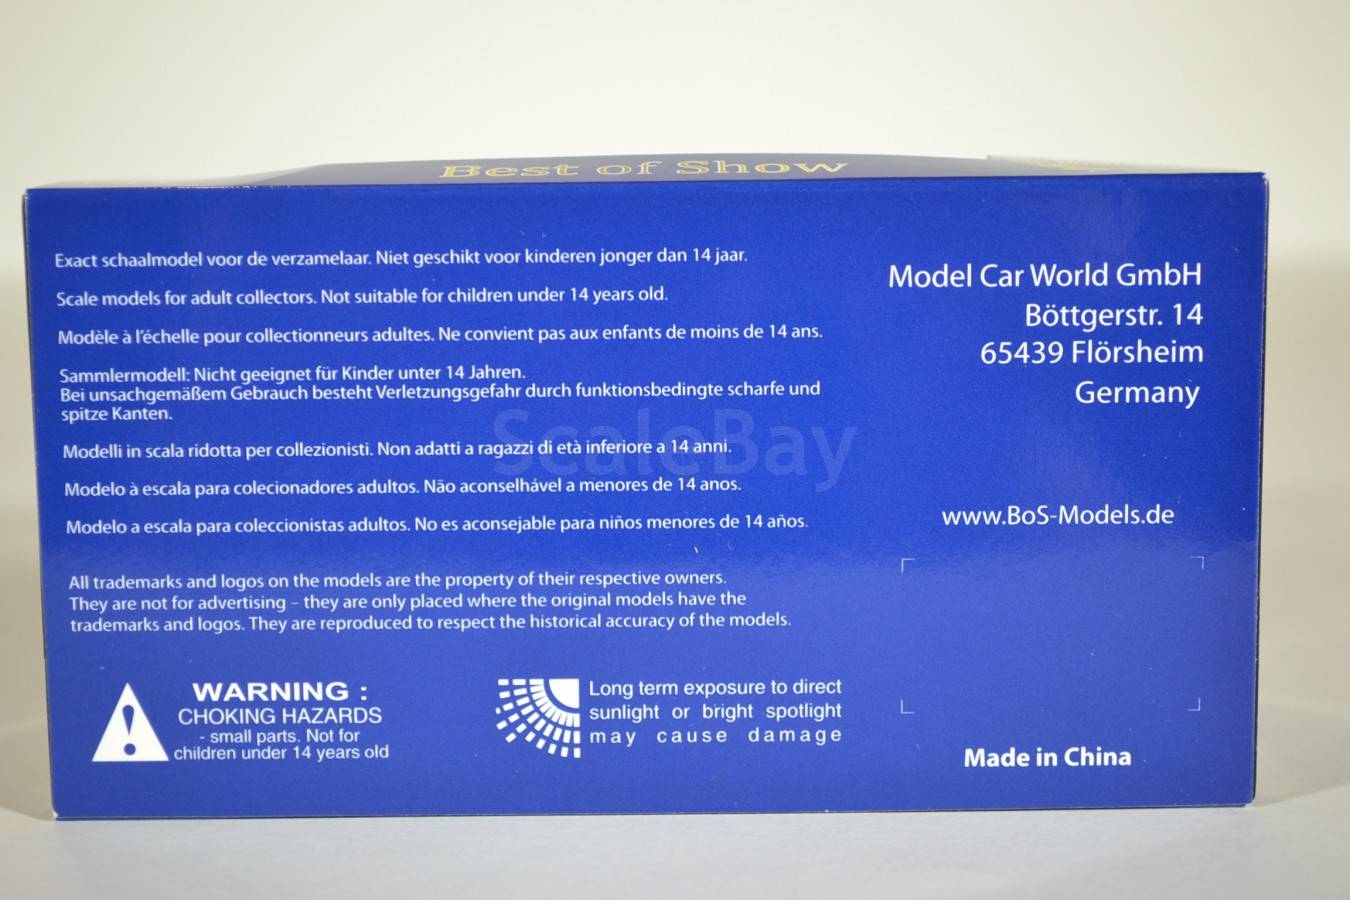 Best of Show
Exact schaalmodel voor de verzamelaar. Niet geschikt voor kinderen jonger dan 14 jaar.
Scale models for adult collectors. Not suitable for children under 14 years old.
Modèle à l'échelle pour collectionneurs adultes. Ne convient pas aux enfants de moins de 14 ans.
Sammlermodell: Nicht geeignet für Kinder unter 14 Jahren.
Bei unsachgemäßem Gebrauch besteht Verletzungsgefahr durch funktionsbedingte scharfe und
spitze Kanten.
Modelli in scala ridotta per collezionisti. Non adatti a ragazzi di età inferiore a 14 anni.
Modelo à escala para colecionadores adultos. Não aconselhável a menores de 14 anos.
Modelo a escala para coleccionistas adultos. No es aconsejable para niños menores de 14 años.
All trademarks and logos on the models are the property of their respective owners.
They are not for advertising – they are only placed where the original models have the
trademarks and logos. They are reproduced to respect the historical accuracy of the models.
WARNING :
CHOKING HAZARDS
- small parts. Not for
children under 14 years old
Long term exposure to direct
sunlight or bright spotlight
may cause damage
Model Car World GmbH
Böttgerstr. 14
65439 Flörsheim
Germany
www.BoS-Models.de
Made in China
ScaleBay